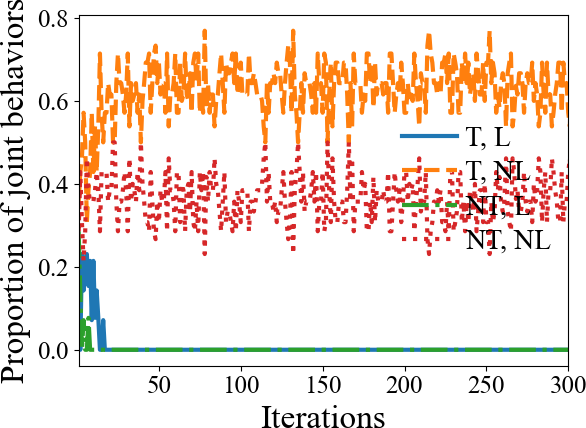 Proportion of joint behaviors
0.8
0.6
0.4
0.2
0.0
T, L
T, NL
NT, L
NT, NL
50
100
150
200
250
300
Iterations